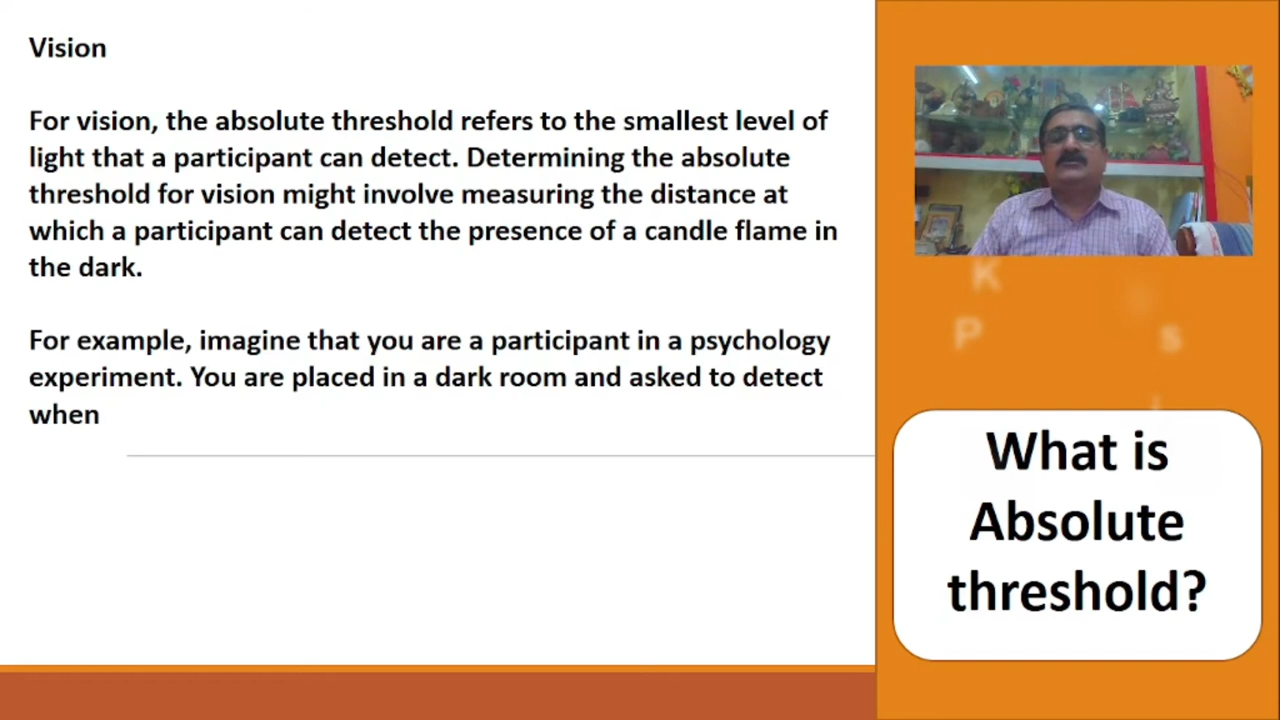 Vision
For vision, the absolute threshold refers to the smallest level of
light that a participant can detect. Determining the absolute
threshold for vision might involve measuring the distance at
which a participant can detect the presence of a candle flame in
the dark.
For example, imagine that you are a participant in a psychology
experiment. You are placed in a dark room and asked to detect
when
K
P
s
What is
Absolute
threshold?